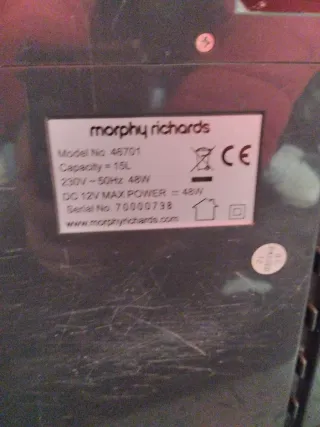 morphy richards
Model No: 46701
Capacity = 15L
230V ~ 50Hz 48W
DC 12V MAX POWER ⎓ 48W
Serial No: 70000798
www.morphyrichards.com
CE